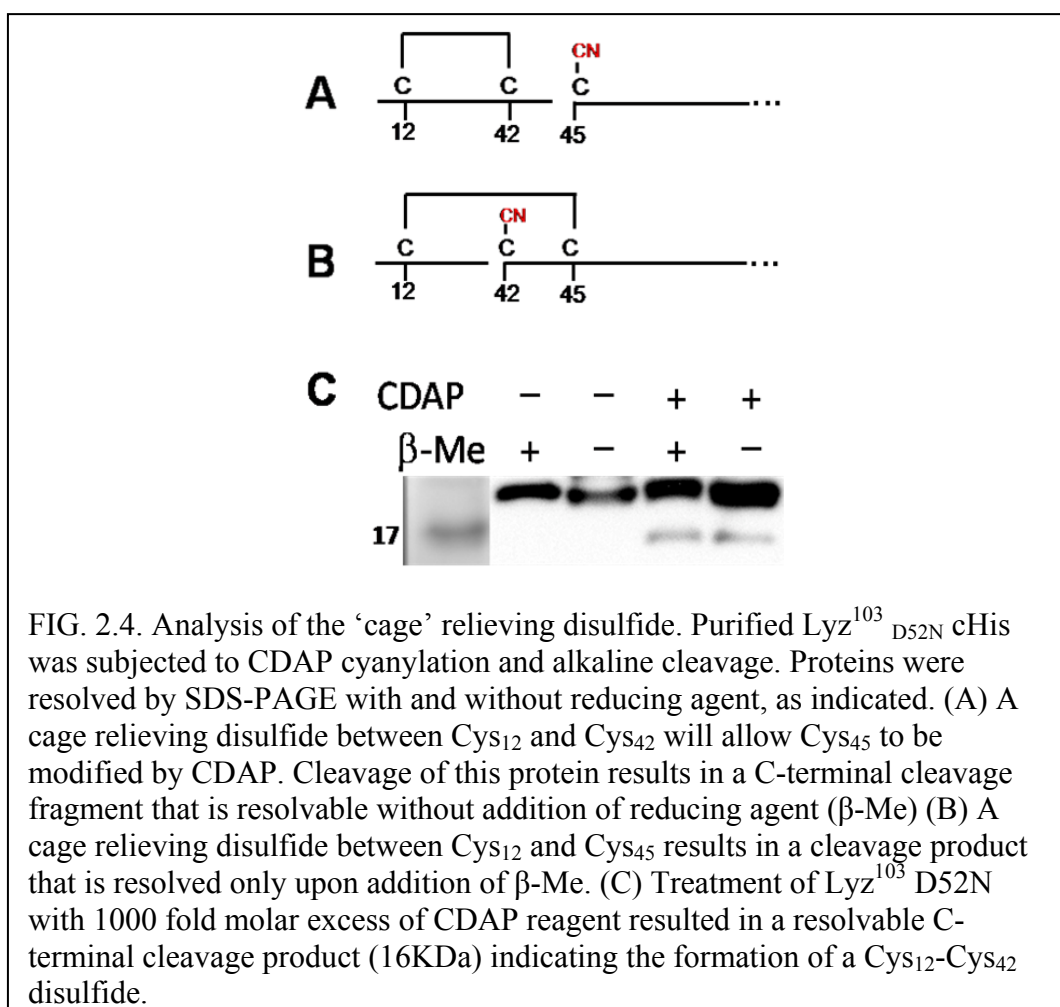 CN
A C C C
12 42 45 ...
CN
B C C C
12 42 45 ...
C CDAP – – + +
β-Me + – + –
17
FIG. 2.4. Analysis of the ‘cage’ relieving disulfide. Purified Lyz¹⁰³ D52N cHis
was subjected to CDAP cyanylation and alkaline cleavage. Proteins were
resolved by SDS-PAGE with and without reducing agent, as indicated. (A) A
cage relieving disulfide between Cys₁₂ and Cys₄₂ will allow Cys₄₅ to be
modified by CDAP. Cleavage of this protein results in a C-terminal cleavage
fragment that is resolvable without addition of reducing agent (β-Me) (B) A
cage relieving disulfide between Cys₁₂ and Cys₄₅ results in a cleavage product
that is resolved only upon addition of β-Me. (C) Treatment of Lyz¹⁰³ D52N
with 1000 fold molar excess of CDAP reagent resulted in a resolvable C-
terminal cleavage product (16KDa) indicating the formation of a Cys₁₂-Cys₄₂
disulfide.